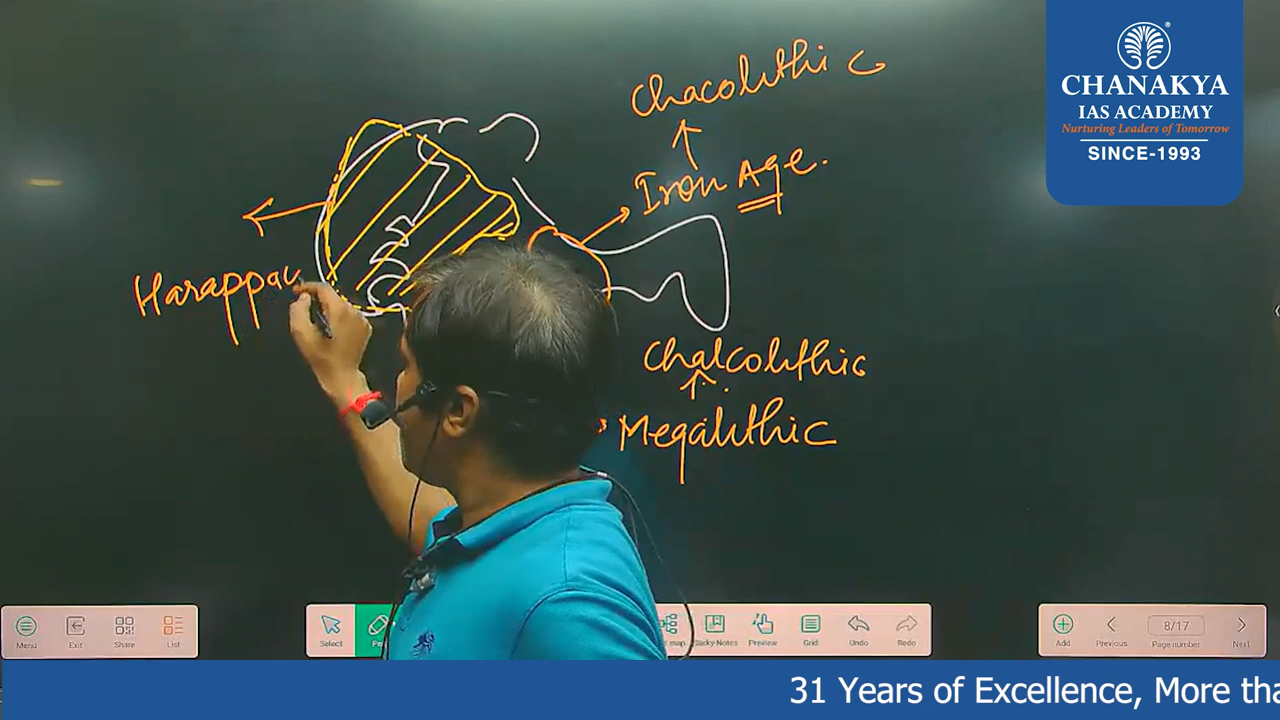 CHANAKYA
IAS ACADEMY
Nurturing Leaders of Tomorrow
SINCE-1993
Chacolithic
Iron Age.
Harappa
Chalcolithic
Megalithic
Menu
Exit
Share
List
Select
Sticky Notes
Preview
Grid
Undo
Redo
Add
Previous
8/17
Page number
Next
31 Years of Excellence, More tha